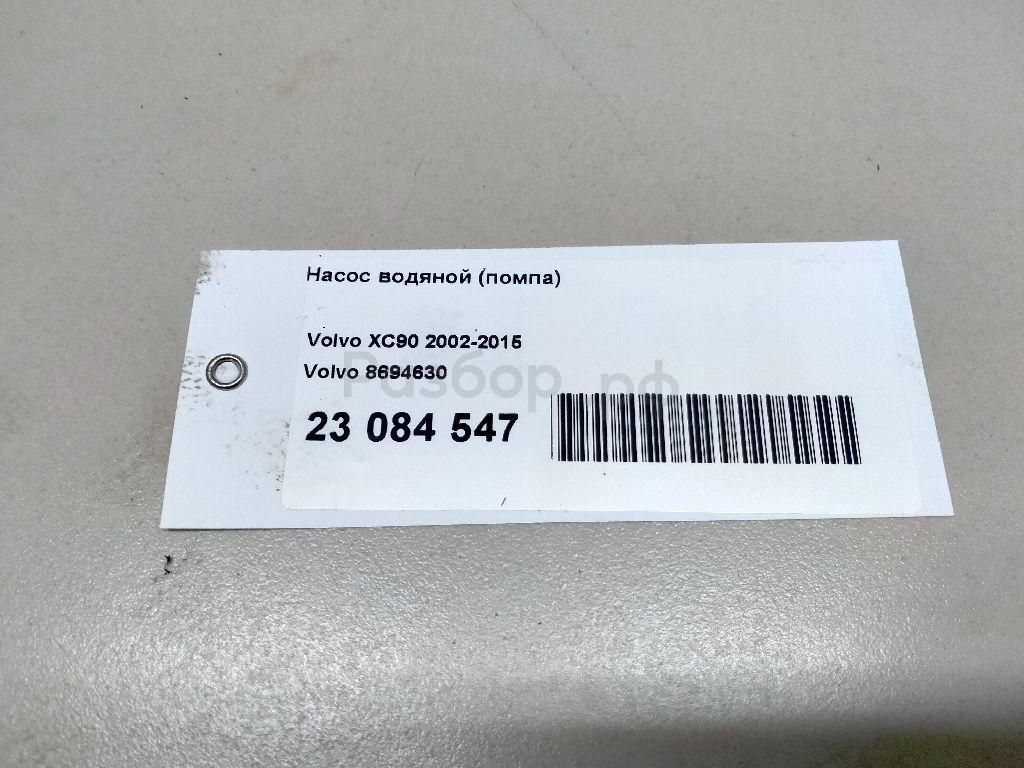 Насос водяной (помпа)
Volvo XC90 2002-2015
Volvo 8694630
Разбор.рф
23 084 547